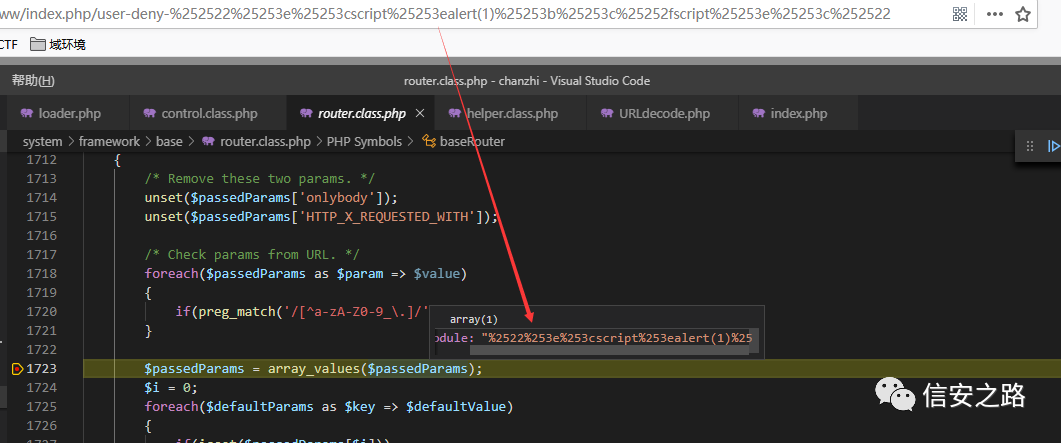 ww/index.php/user-deny-%252522%25253e%25253cscript%25253ealert(1)%25253b%25253c%25252fscript%25253e%25253c%252522
CTF 域环境
帮助(H) router.class.php - chanzhi - Visual Studio Code
loader.php control.class.php router.class.php helper.class.php URLdecode.php index.php
system > framework > base > router.class.php > PHP Symbols > baseRouter
1712 {
1713 /* Remove these two params. */
1714 unset($passedParams['onlybody']);
1715 unset($passedParams['HTTP_X_REQUESTED_WITH']);
1716
1717 /* Check params from URL. */
1718 foreach($passedParams as $param => $value)
1719 {
1720 if(preg_match('/[^a-zA-Z0-9_\.]/'
array(1)
odule: "%2522%253e%253cscript%253ealert(1)%25
1721 }
1722
1723 $passedParams = array_values($passedParams);
1724 $i = 0;
1725 foreach($defaultParams as $key => $defaultValue)
1726 {
1727 if(isset($passedParams[$i]))
信安之路